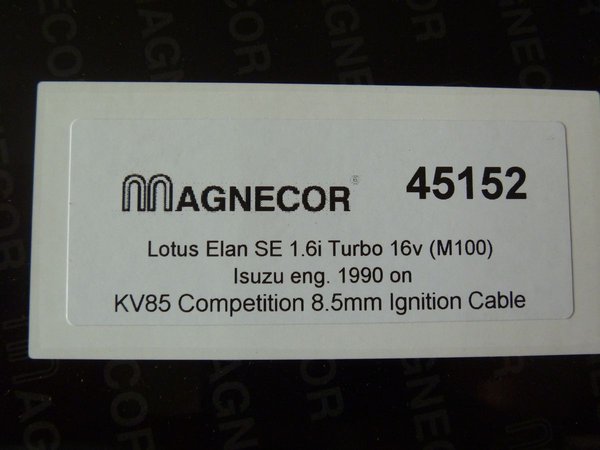 MAGNECOR® 45152
Lotus Elan SE 1.6i Turbo 16v (M100)
Isuzu eng. 1990 on
KV85 Competition 8.5mm Ignition Cable
MAGNECOR